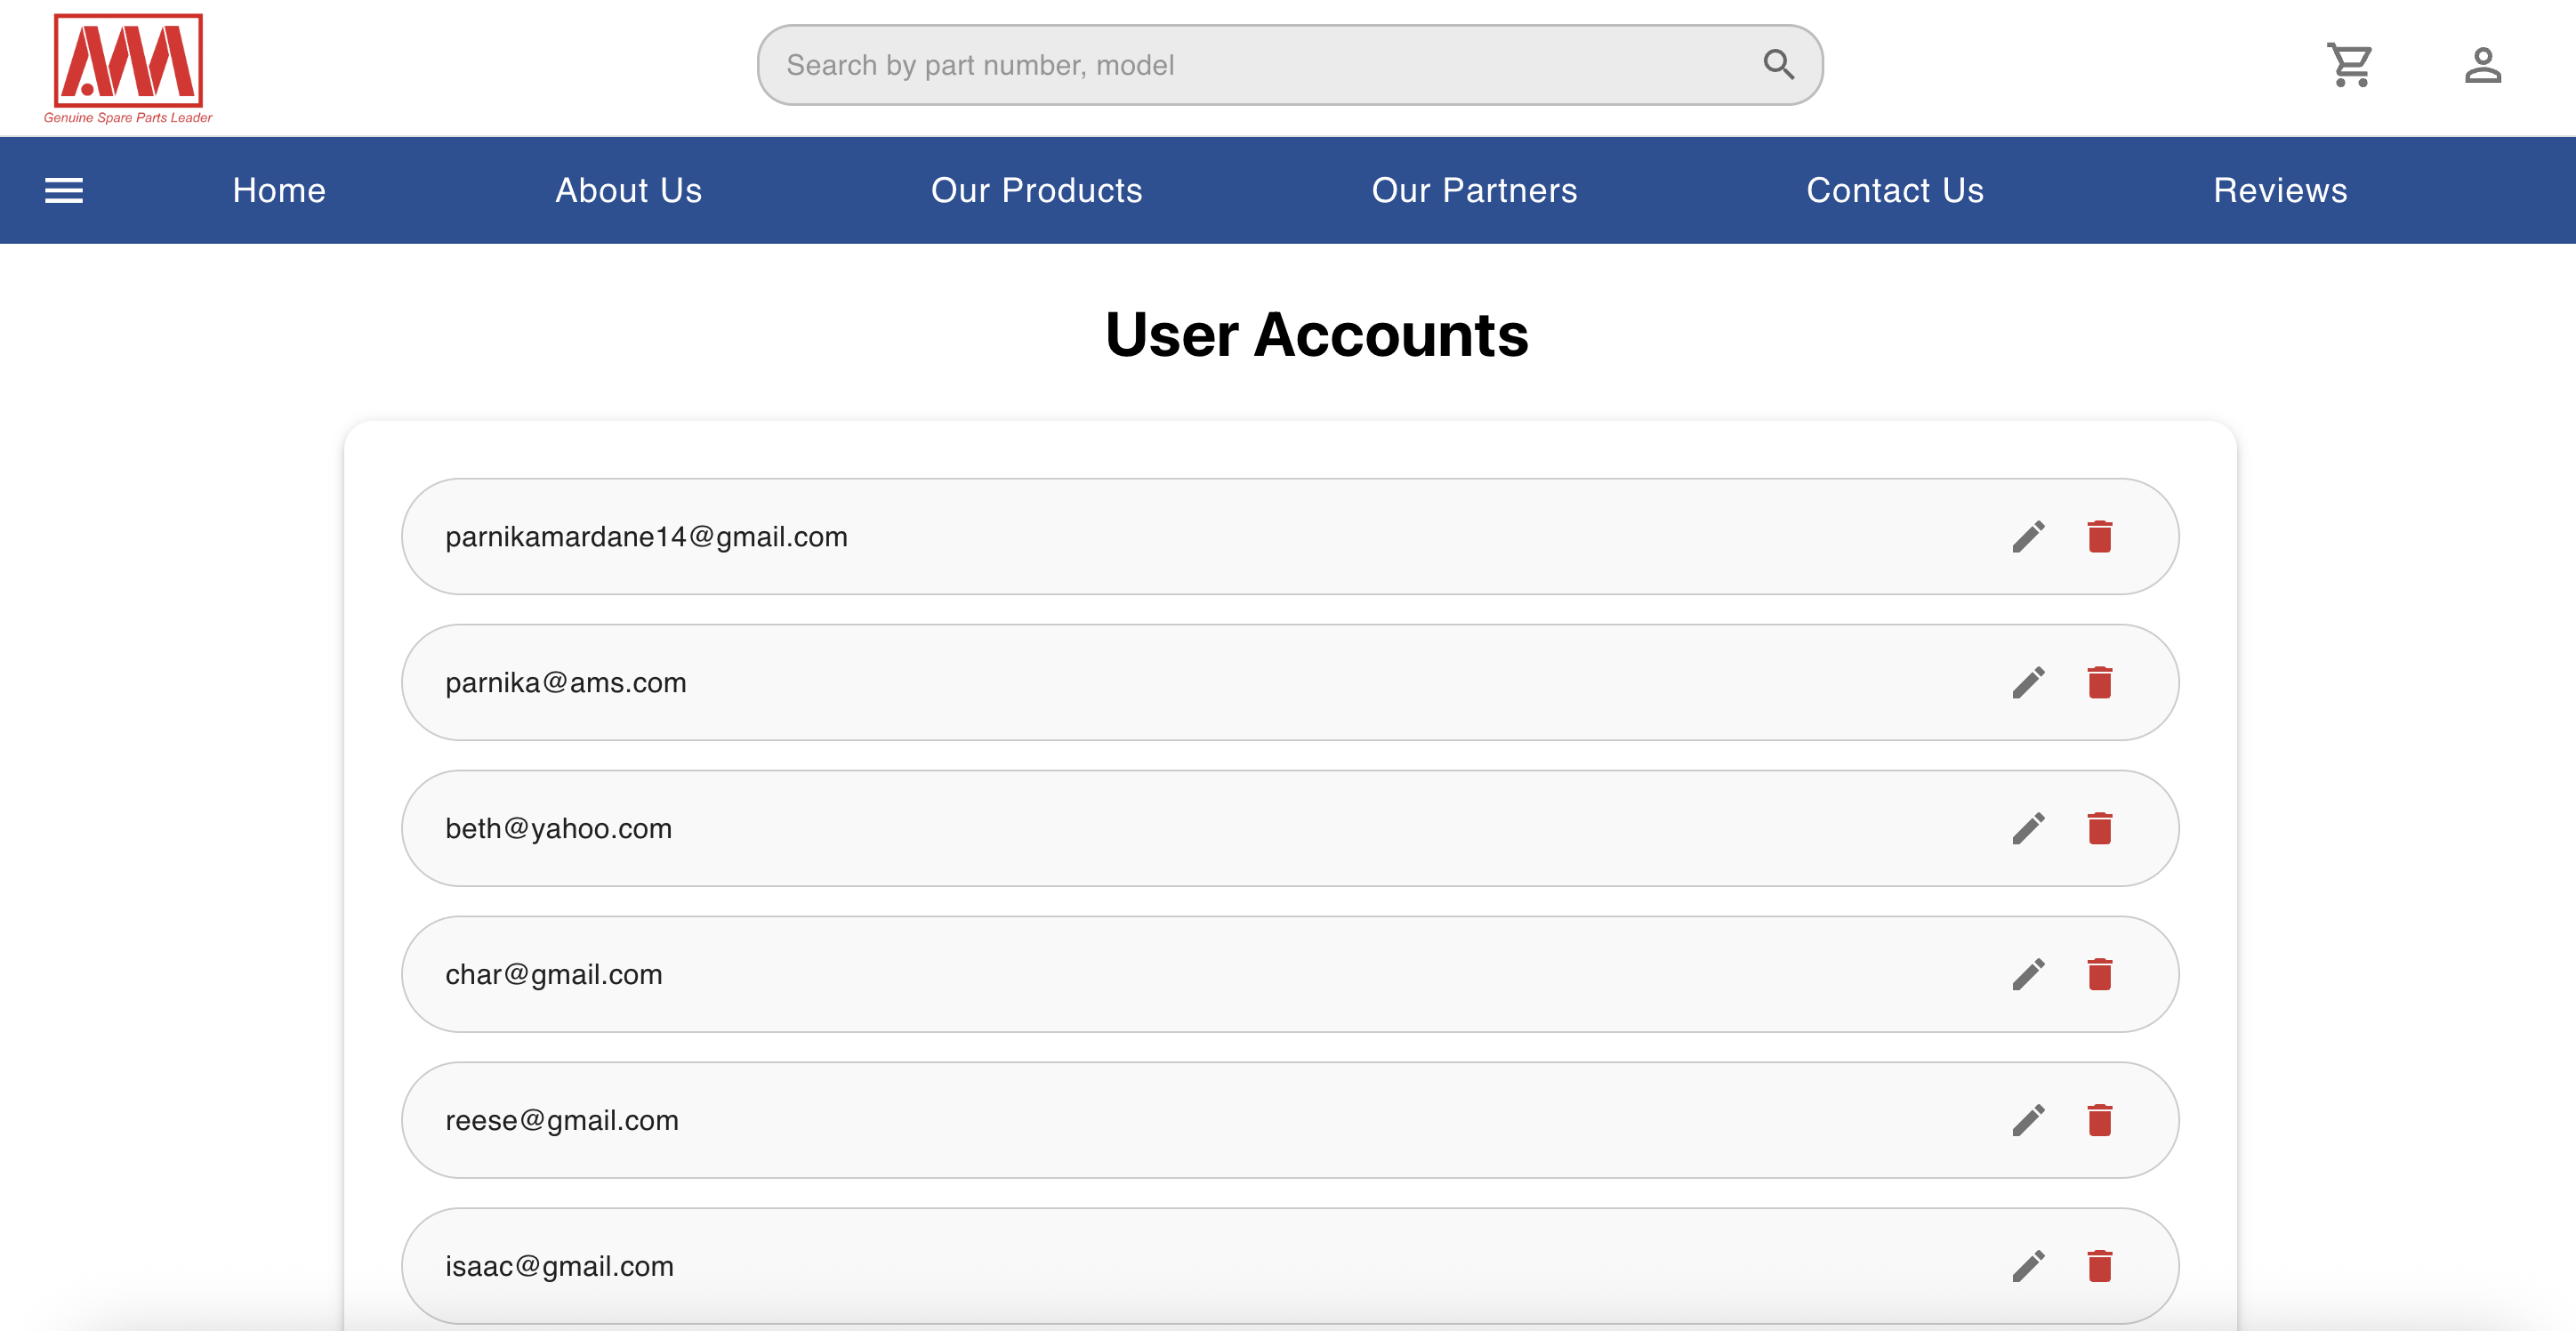 AMM
Genuine Spare Parts Leader
Search by part number, model
Home About Us Our Products Our Partners Contact Us Reviews
User Accounts
parnikamardane14@gmail.com
parnika@ams.com
beth@yahoo.com
char@gmail.com
reese@gmail.com
isaac@gmail.com